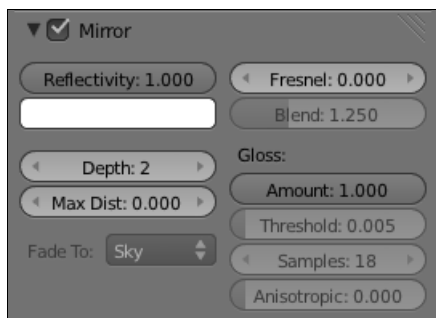 Mirror
Reflectivity: 1.000
Fresnel: 0.000
Blend: 1.250
Depth: 2
Max Dist: 0.000
Fade To: Sky
Gloss:
Amount: 1.000
Threshold: 0.005
Samples: 18
Anisotropic: 0.000